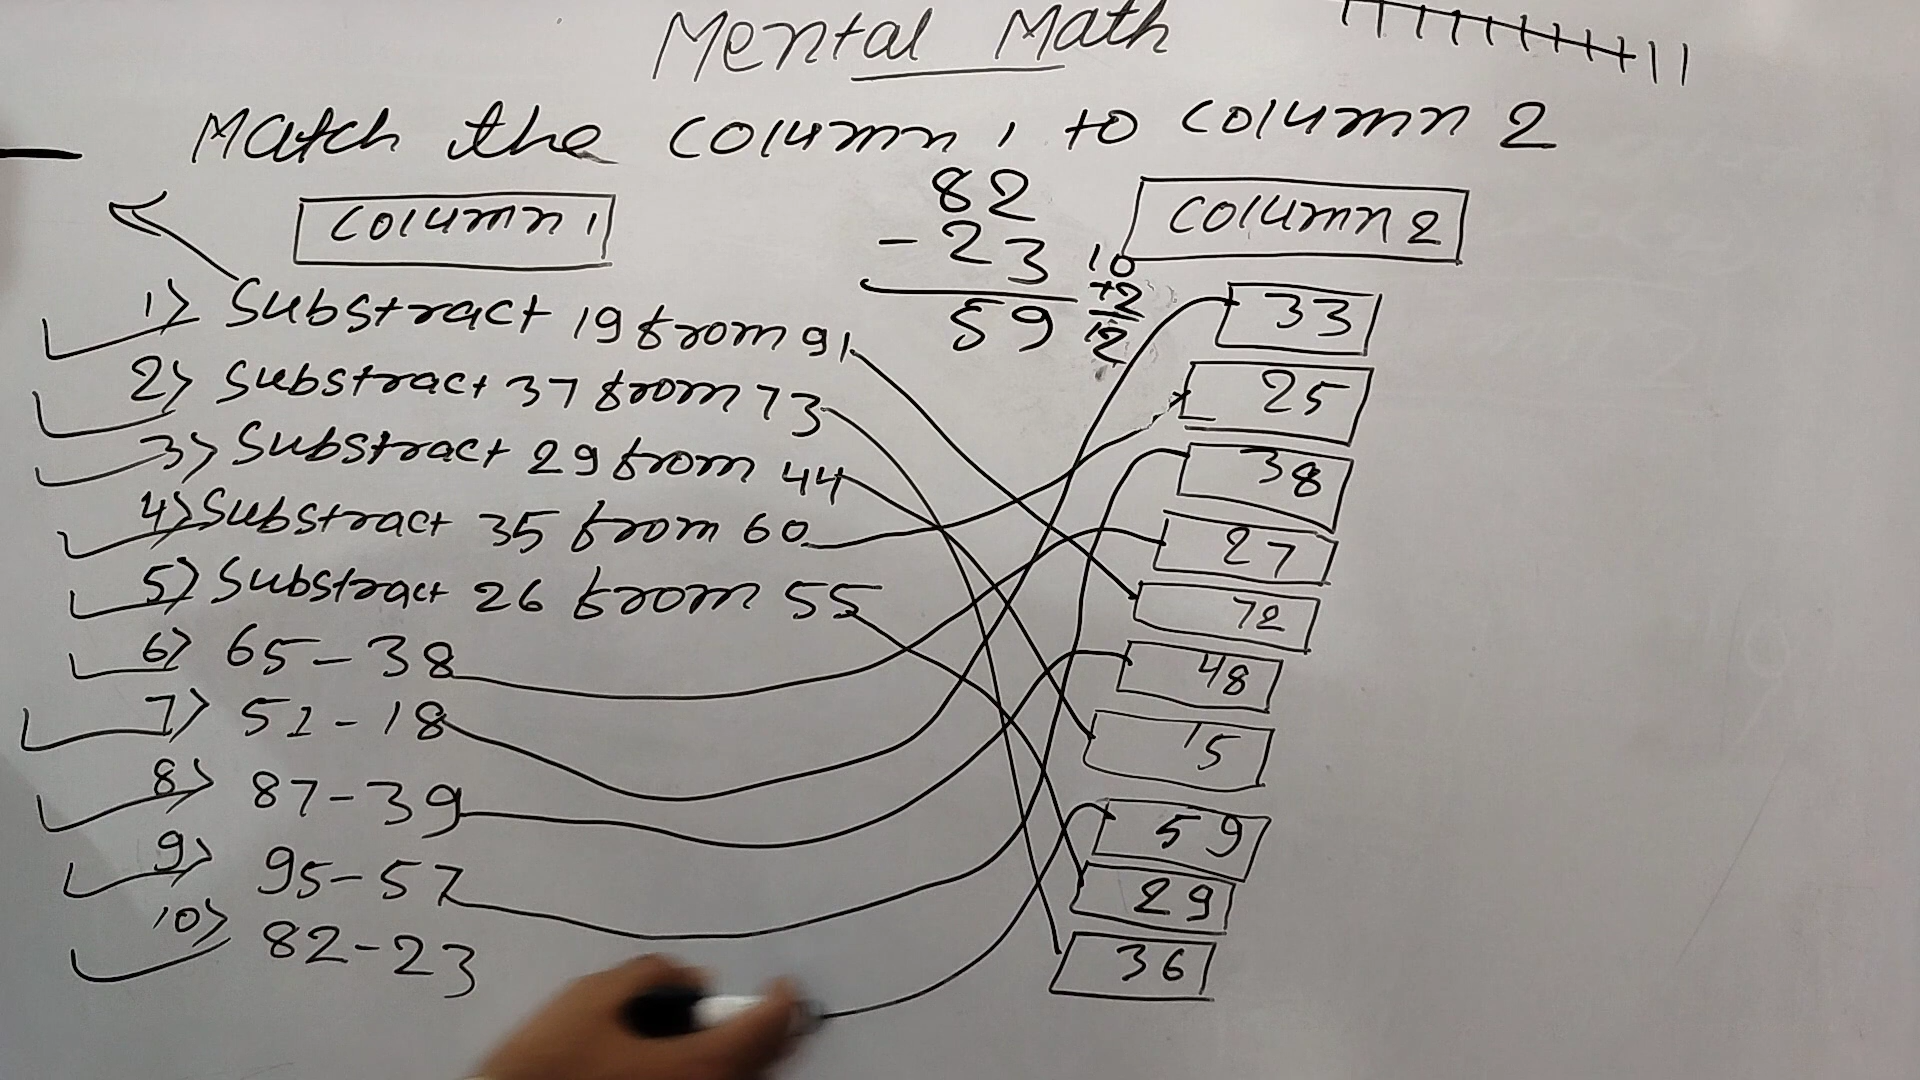 Mental Math
Match the column 1 to column 2
column 1
column 2
82
- 23
59
10
+2
12
1) Substract 19 from 91
2) Substract 37 from 73
3) Substract 29 from 44
4) Substract 35 from 60
5) Substract 26 from 55
6) 65-38
7) 51-18
8) 87-39
9) 95-57
10) 82-23
33
25
38
27
72
48
15
59
29
36